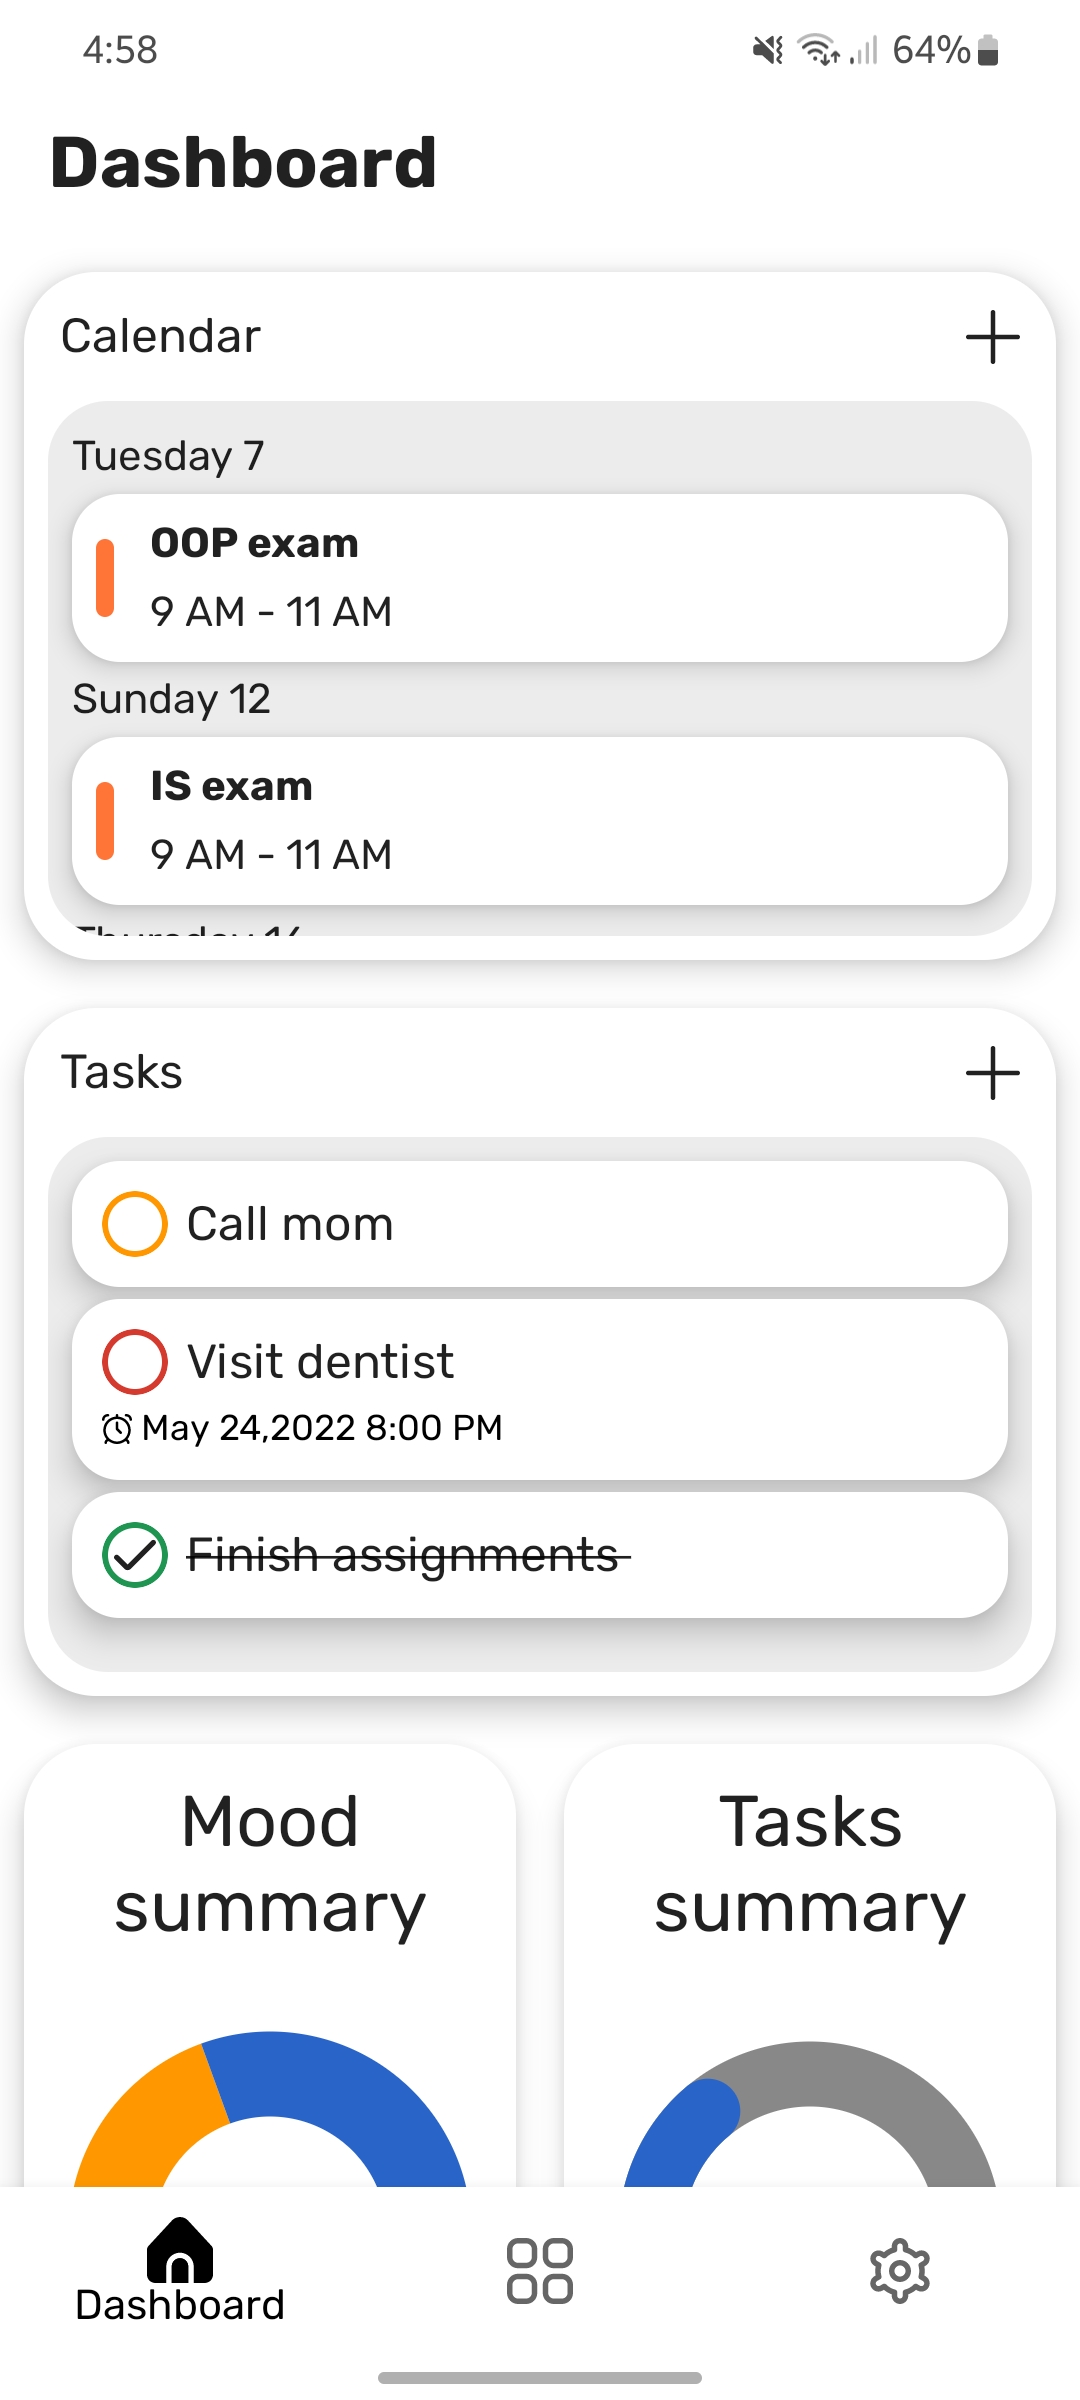 4:58
64%
Dashboard
Calendar
Tuesday 7
OOP exam
9 AM - 11 AM
Sunday 12
IS exam
9 AM - 11 AM
Thursday 16
Tasks
Call mom
Visit dentist
May 24,2022 8:00 PM
Finish assignments
Mood
summary
Tasks
summary
Dashboard